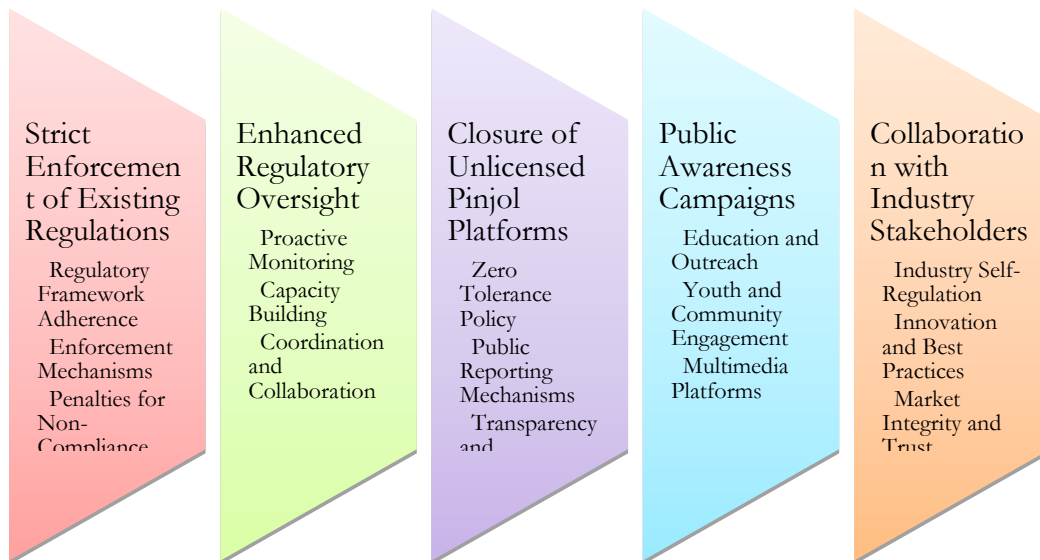 Strict
Enforcemen
t of Existing
Regulations
Regulatory
Framework
Adherence
Enforcement
Mechanisms
Penalties for
Non-
Compliance
Enhanced
Regulatory
Oversight
Proactive
Monitoring
Capacity
Building
Coordination
and
Collaboration
Closure of
Unlicensed
Pinjol
Platforms
Zero
Tolerance
Policy
Public
Reporting
Mechanisms
Transparency
and
Public
Awareness
Campaigns
Education and
Outreach
Youth and
Community
Engagement
Multimedia
Platforms
Collaboratio
n with
Industry
Stakeholders
Industry Self-
Regulation
Innovation
and Best
Practices
Market
Integrity and
Trust